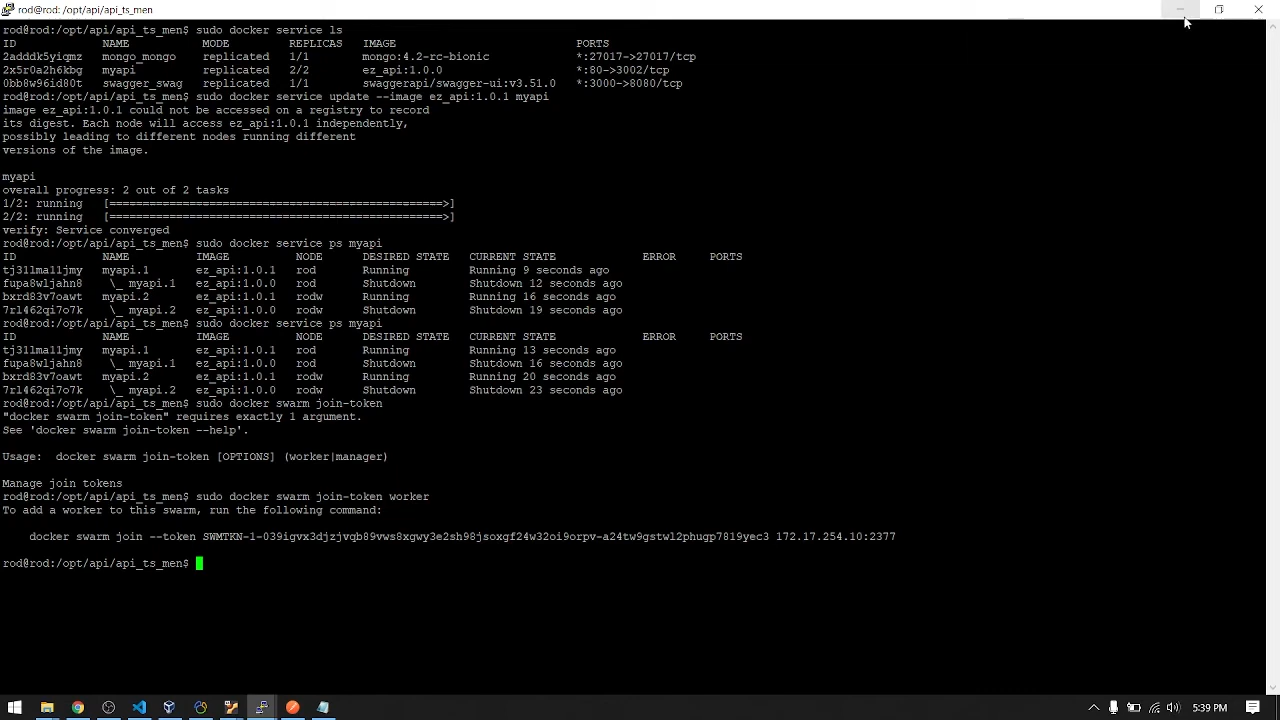 rod@rod: /opt/api/api_ts_men
rod@rod:/opt/api/api_ts_men$ sudo docker service ls
ID NAME MODE REPLICAS IMAGE PORTS
2adddk5yiqmz mongo_mongo replicated 1/1 mongo:4.2-rc-bionic *:27017->27017/tcp
2x5r0a2h6kbg myapi replicated 2/2 ez_api:1.0.0 *:80->3002/tcp
0bb8w96id80t swagger_swag replicated 1/1 swaggerapi/swagger-ui:v3.51.0 *:3000->8080/tcp
rod@rod:/opt/api/api_ts_men$ sudo docker service update --image ez_api:1.0.1 myapi
image ez_api:1.0.1 could not be accessed on a registry to record
its digest. Each node will access ez_api:1.0.1 independently,
possibly leading to different nodes running different
versions of the image.
myapi
overall progress: 2 out of 2 tasks
1/2: running [==================================================>]
2/2: running [==================================================>]
verify: Service converged
rod@rod:/opt/api/api_ts_men$ sudo docker service ps myapi
ID NAME IMAGE NODE DESIRED STATE CURRENT STATE ERROR PORTS
tj31lma11jmy myapi.1 ez_api:1.0.1 rod Running Running 9 seconds ago
fupa8wljahn8 \_ myapi.1 ez_api:1.0.0 rod Shutdown Shutdown 12 seconds ago
bxrd83v7oawt myapi.2 ez_api:1.0.1 rodw Running Running 16 seconds ago
7rl462qi7o7k \_ myapi.2 ez_api:1.0.0 rodw Shutdown Shutdown 19 seconds ago
rod@rod:/opt/api/api_ts_men$ sudo docker service ps myapi
ID NAME IMAGE NODE DESIRED STATE CURRENT STATE ERROR PORTS
tj31lma11jmy myapi.1 ez_api:1.0.1 rod Running Running 13 seconds ago
fupa8wljahn8 \_ myapi.1 ez_api:1.0.0 rod Shutdown Shutdown 16 seconds ago
bxrd83v7oawt myapi.2 ez_api:1.0.1 rodw Running Running 20 seconds ago
7rl462qi7o7k \_ myapi.2 ez_api:1.0.0 rodw Shutdown Shutdown 23 seconds ago
rod@rod:/opt/api/api_ts_men$ sudo docker swarm join-token
"docker swarm join-token" requires exactly 1 argument.
See 'docker swarm join-token --help'.
Usage: docker swarm join-token [OPTIONS] (worker|manager)
Manage join tokens
rod@rod:/opt/api/api_ts_men$ sudo docker swarm join-token worker
To add a worker to this swarm, run the following command:
docker swarm join --token SWMTKN-1-039igvx3djzjvqb89vws8xgwy3e2sh98jsoxgf24w32oi9orpv-a24tw9gstwl2phugp7819yec3 172.17.254.10:2377
rod@rod:/opt/api/api_ts_men$
5:39 PM